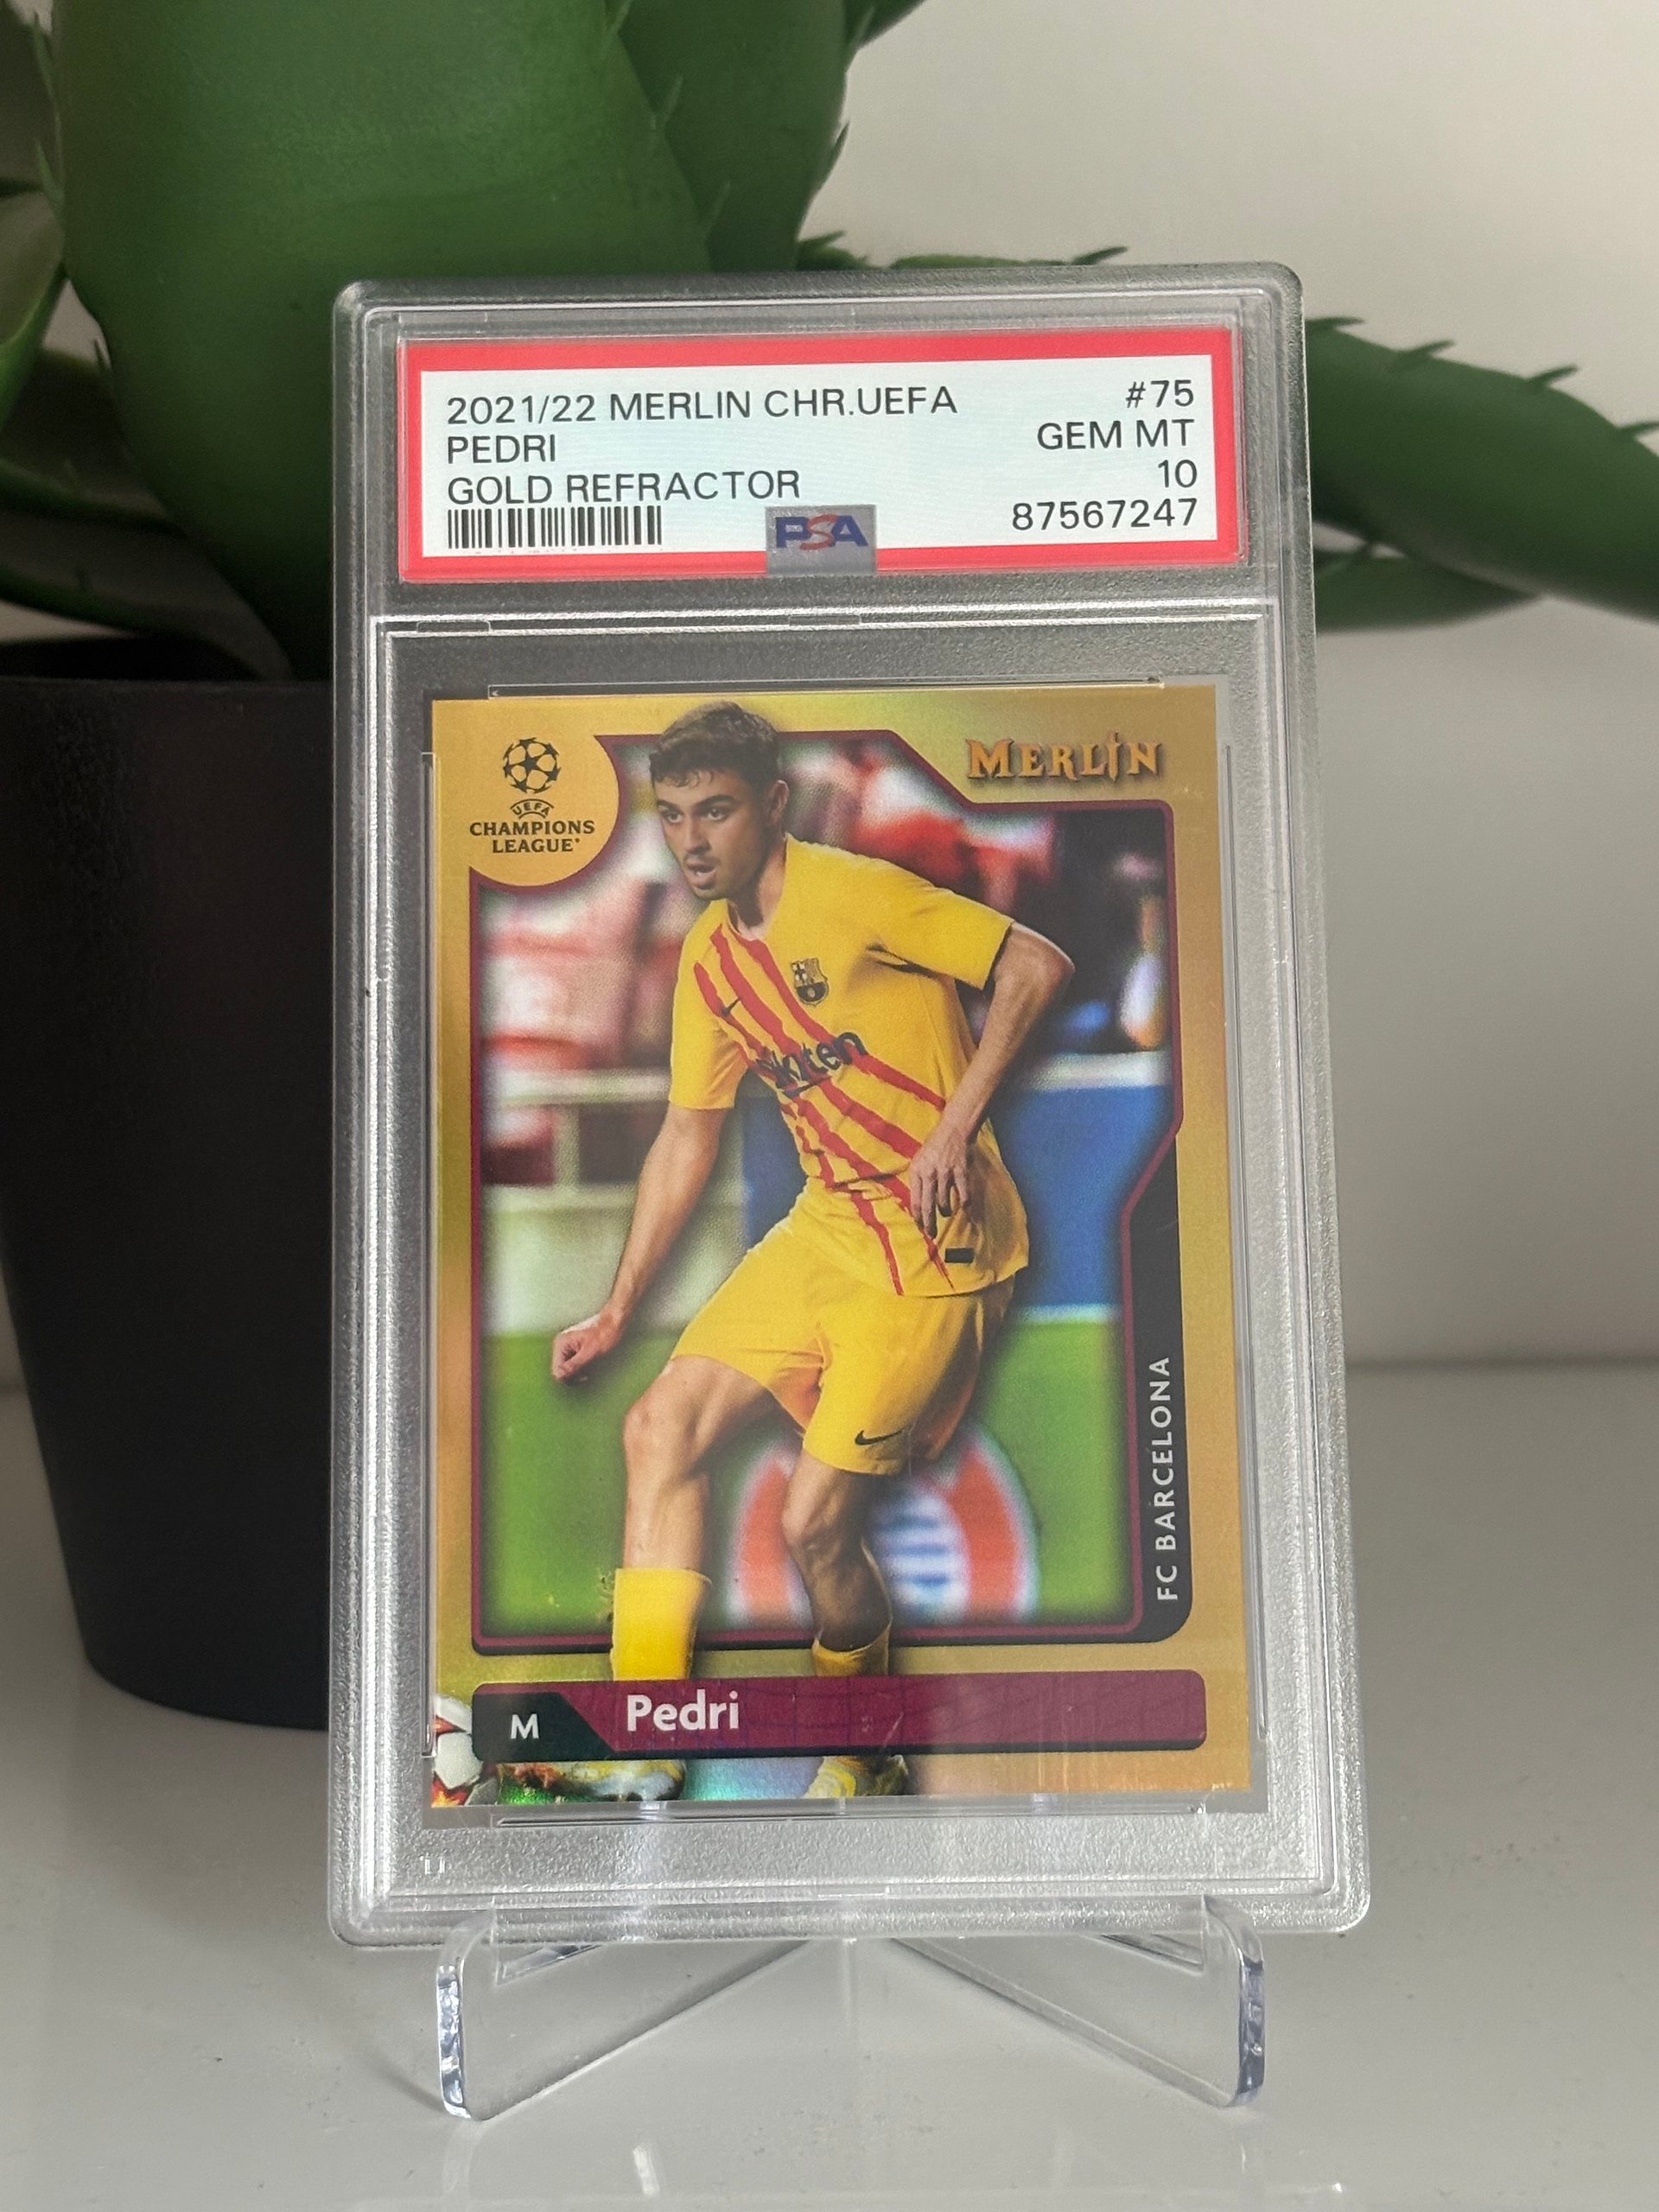 2021/22 MERLIN CHR.UEFA #75
PEDRI GEM MT
GOLD REFRACTOR 10
87567247
PSA
MERLIN
UEFA
CHAMPIONS
LEAGUE
Rakuten
FC BARCELONA
M Pedri